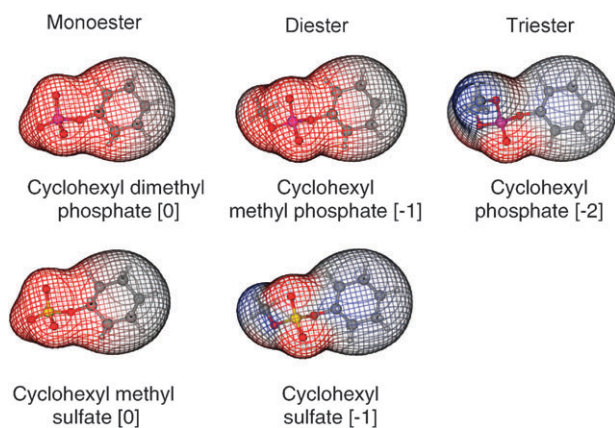 Monoester
Diester
Triester
Cyclohexyl dimethyl
phosphate [0]
Cyclohexyl
methyl phosphate [-1]
Cyclohexyl
phosphate [-2]
Cyclohexyl methyl
sulfate [0]
Cyclohexyl
sulfate [-1]